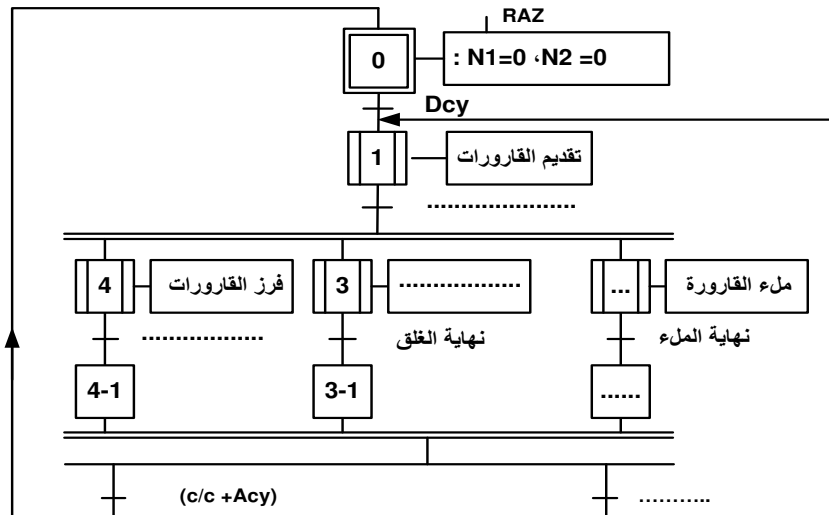 RAZ
0
: N1=0 ، N2 =0
Dcy
1
تقديم القارورات
......................
4
فرز القارورات
3
...................
...
ملء القارورة
..................
نهاية الغلق
نهاية الملء
4-1
3-1
......
(c/c +Acy)
...........